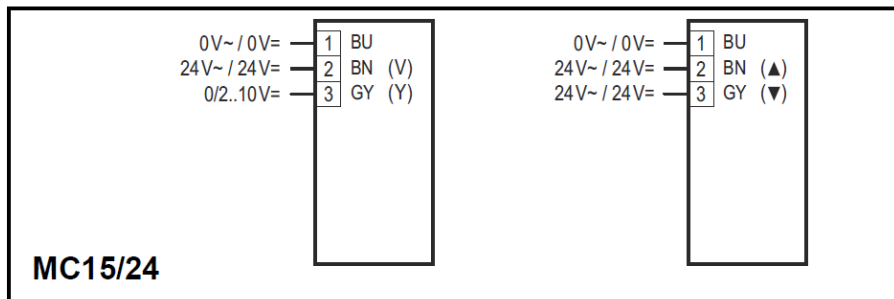 0V~ / 0V= 1 BU
24V~ / 24V= 2 BN (V)
0/2..10V= 3 GY (Y)
0V~ / 0V= 1 BU
24V~ / 24V= 2 BN (▲)
24V~ / 24V= 3 GY (▼)
MC15/24